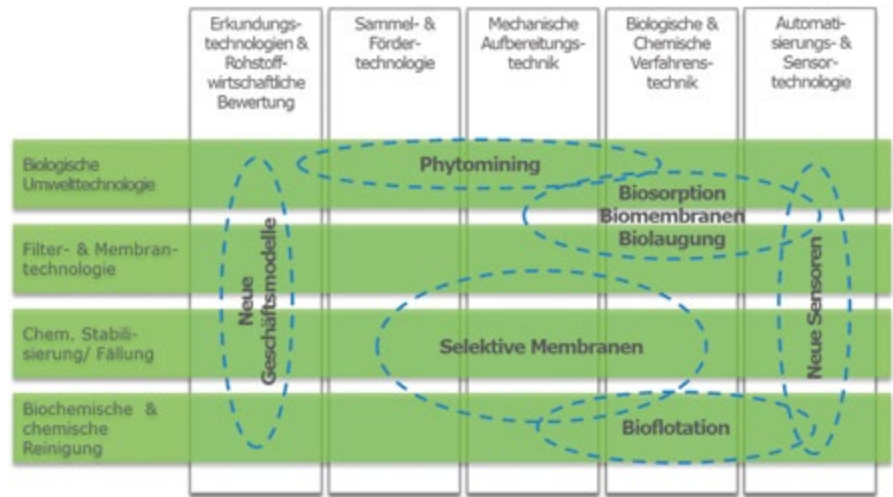 Erkundungs-
technologien &
Rohstoff-
wirtschaftliche
Bewertung
Sammel- &
Förder-
technologie
Mechanische
Aufbereitungs-
technik
Biologische &
Chemische
Verfahrens-
technik
Automati-
sierungs- &
Sensor-
technologie
Biologische
Umwelttechnologie
Filter- & Membran-
technologie
Chem. Stabili-
sierung/ Fällung
Biochemische &
chemische
Reinigung
Phytomining
Biosorption
Biomembranen
Biolaugung
Neue
Geschäftsmodelle
Selektive Membranen
Neue Sensoren
Bioflotation